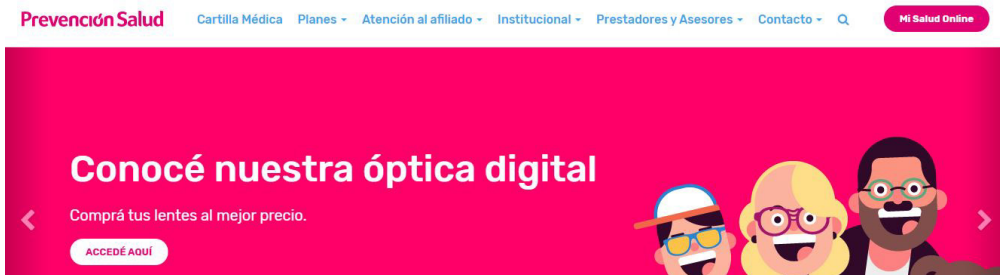 Prevención Salud
Cartilla Médica Planes Atención al afiliado Institucional Prestadores y Asesores Contacto Mi Salud Online
Conocé nuestra óptica digital
Comprá tus lentes al mejor precio.
ACCEDÉ AQUÍ